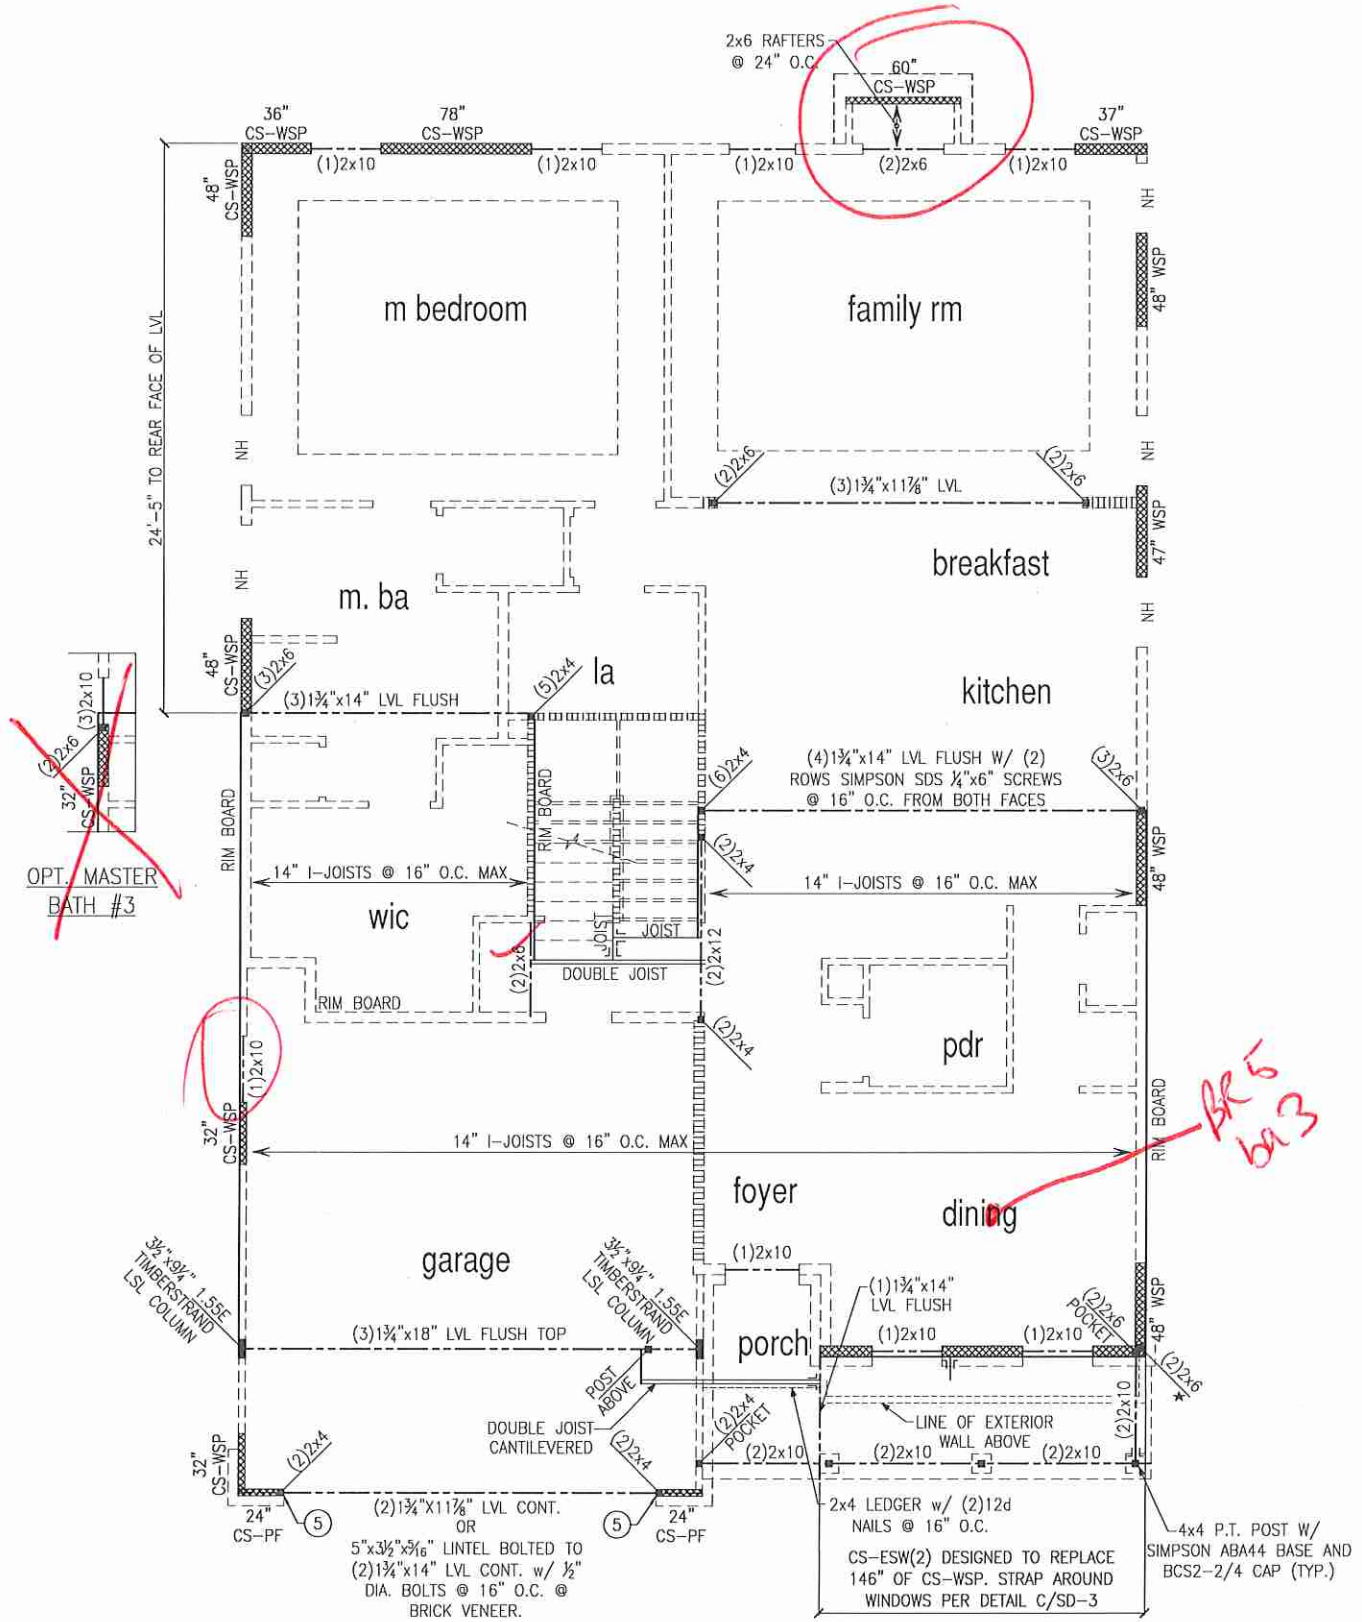 2x6 RAFTERS
@ 24" O.C.
60"
CS-WSP
36"
CS-WSP
78"
CS-WSP
37"
CS-WSP
(1)2x10
(1)2x10
(1)2x10
(2)2x6
(1)2x10
48"
CS-WSP
NH
48" WSP
m bedroom
family rm
24'-5" TO REAR FACE OF LVL
NH
NH
(2)2x6
(2)2x6
(3)1¾"x11⅞" LVL
47" WSP
breakfast
NH
NH
m. ba
48"
CS-WSP
(3)2x6
(3)1¾"x14" LVL FLUSH
(5)2x4
la
kitchen
(3)2x10
(2)2x6
32"
CS-WSP
OPT. MASTER
BATH #3
(4)1¾"x14" LVL FLUSH W/ (2)
ROWS SIMPSON SDS ¼"x6" SCREWS
@ 16" O.C. FROM BOTH FACES
(6)2x4
(3)2x6
RIM BOARD
RIM BOARD
(2)2x4
48" WSP
14" I-JOISTS @ 16" O.C. MAX
14" I-JOISTS @ 16" O.C. MAX
wic
JOIST
JOIST
(2)2x6
DOUBLE JOIST
(2)2x12
RIM BOARD
(2)2x4
pdr
(1)2x10
32"
CS-WSP
RIM BOARD
BR 5
ba 3
14" I-JOISTS @ 16" O.C. MAX
foyer
dining
garage
(1)2x10
3½"x9¼" 1.55E
TIMBERSTRAND
LSL COLUMN
3½"x9¼" 1.55E
TIMBERSTRAND
LSL COLUMN
(1)1¾"x14"
LVL FLUSH
(2)2x6
POCKET
48" WSP
(3)1¾"x18" LVL FLUSH TOP
porch
(1)2x10
(1)2x10
(2)2x6
★
POST
ABOVE
DOUBLE JOIST
CANTILEVERED
(2)2x4
POCKET
LINE OF EXTERIOR
WALL ABOVE
(2)2x10
(2)2x10
(2)2x10
(2)2x10
32"
CS-WSP
(2)2x4
(2)2x4
24"
CS-PF
5
(2)1¾"X11⅞" LVL CONT.
OR
5"x3½"x5/16" LINTEL BOLTED TO
(2)1¾"x14" LVL CONT. w/ ½"
DIA. BOLTS @ 16" O.C. @
BRICK VENEER.
5
24"
CS-PF
2x4 LEDGER w/ (2)12d
NAILS @ 16" O.C.
CS-ESW(2) DESIGNED TO REPLACE
146" OF CS-WSP. STRAP AROUND
WINDOWS PER DETAIL C/SD-3
4x4 P.T. POST W/
SIMPSON ABA44 BASE AND
BCS2-2/4 CAP (TYP.)